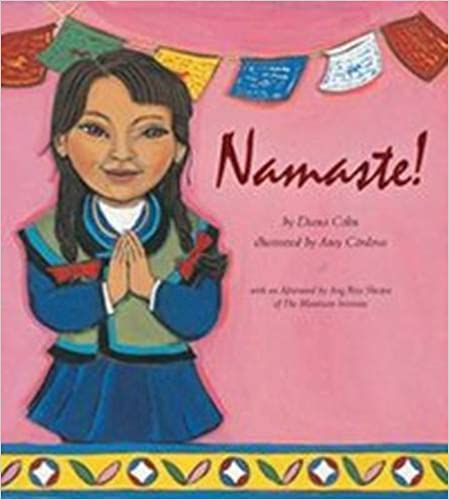 Namaste!
by Diana Cohn
illustrated by Amy Córdova
with an Afterword by Ang Rita Sherpa
of The Mountain Institute